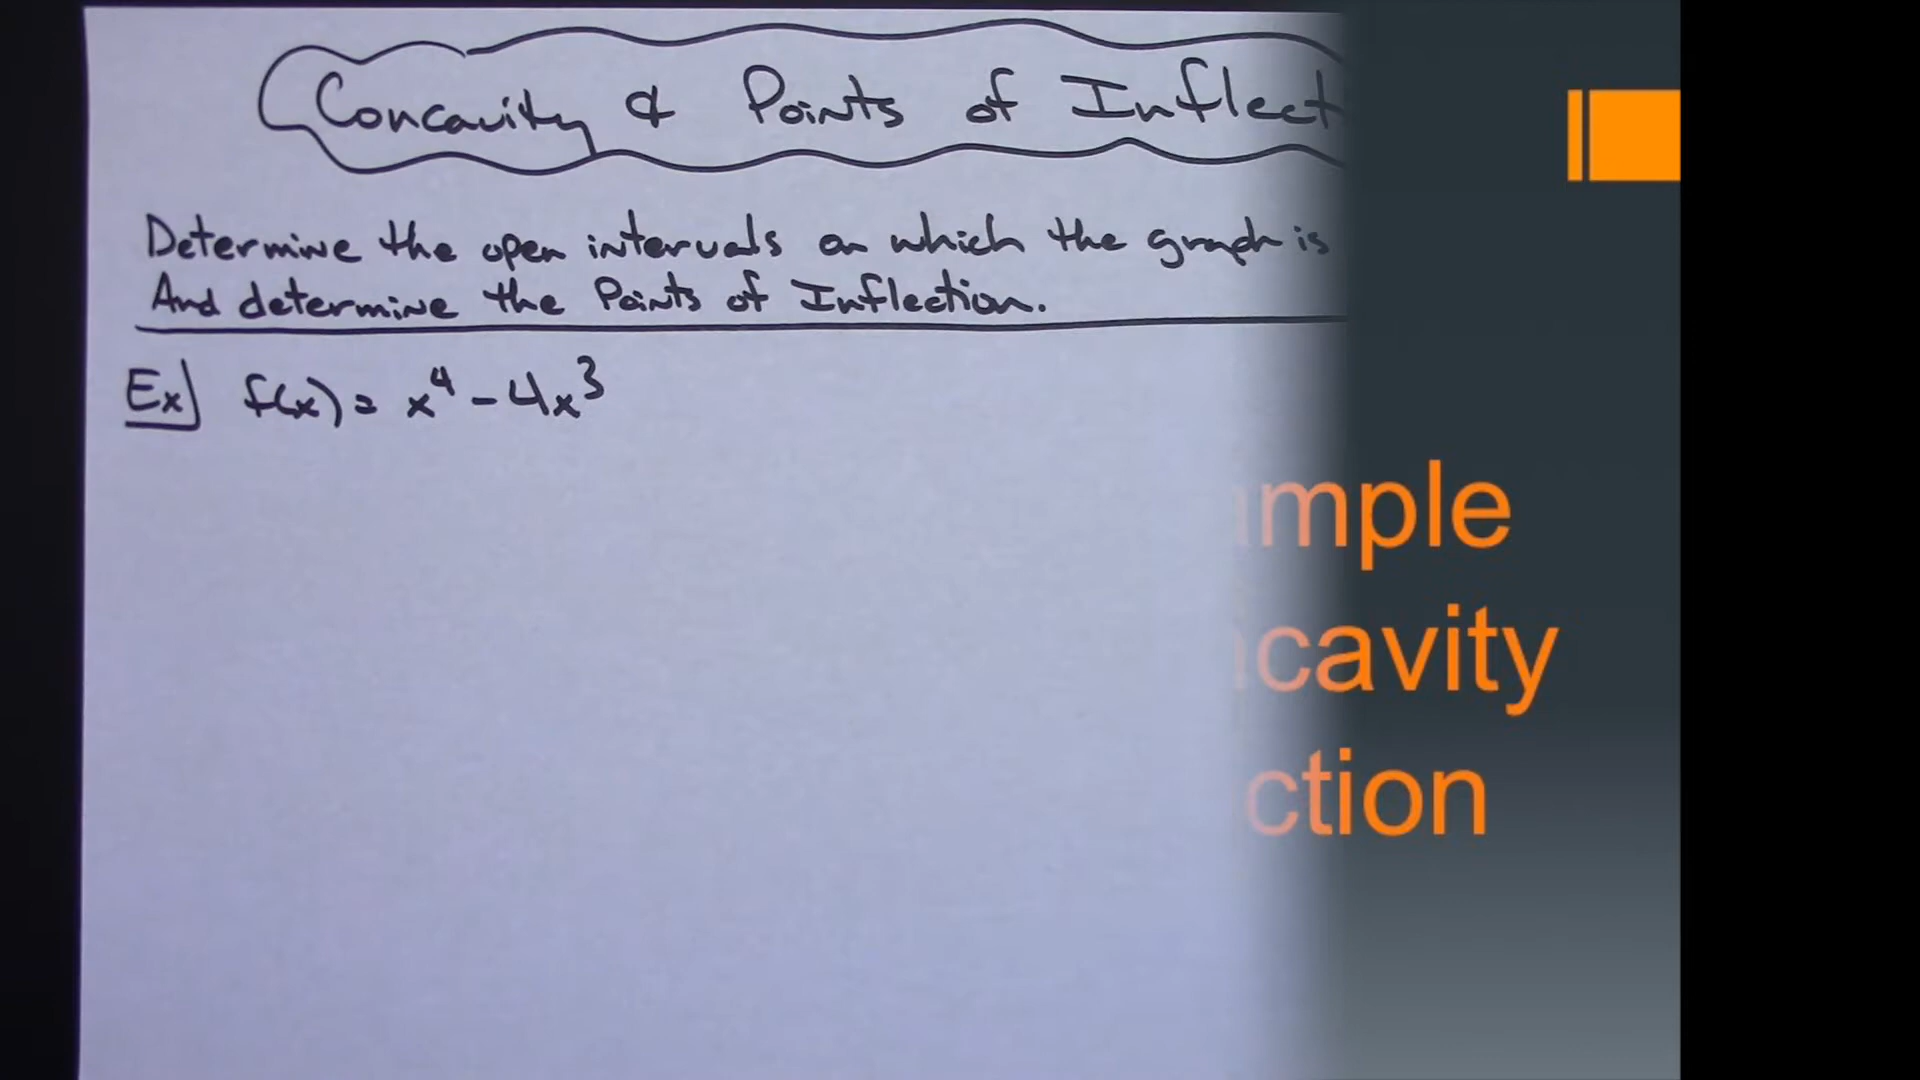 Concavity & Points of Inflect
Determine the open intervals on which the graph is
And determine the Points of Inflection.
Ex] f(x) = x⁴ - 4x³
mple
cavity
ction